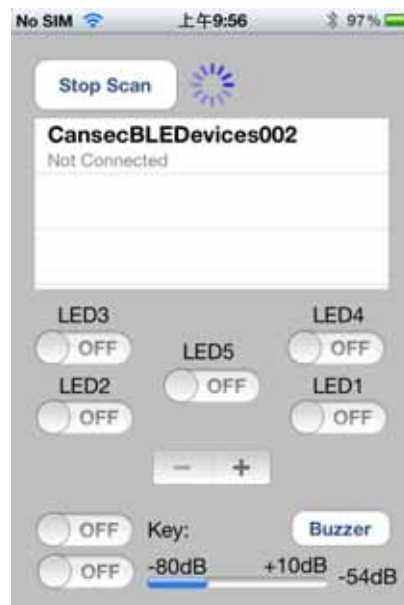 No SIM 上午9:56 97%
Stop Scan
CansecBLEDevices002
Not Connected
LED3 LED4
OFF LED5 OFF
LED2 OFF LED1
OFF OFF
− +
OFF Key: Buzzer
OFF -80dB +10dB -54dB